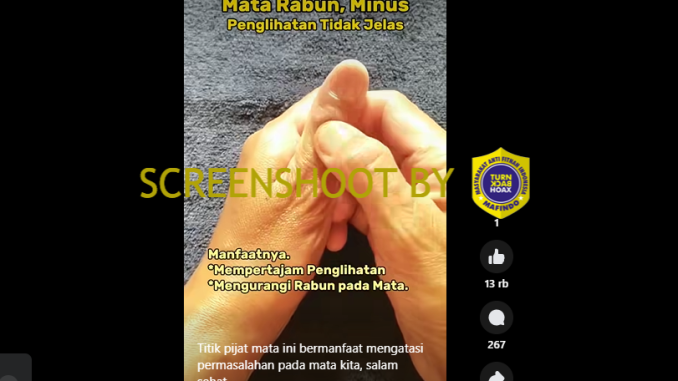 Mata Rabun, Minus
Penglihatan Tidak Jelas
SCREENSHOOT BY
MASYARAKAT ANTI FITNAH INDONESIA
TURN
BACK
HOAX
MAFINDO
1
Manfaatnya.
*Mempertajam Penglihatan
*Mengurangi Rabun pada Mata.
13 rb
267
Titik pijat mata ini bermanfaat mengatasi
permasalahan pada mata kita, salam
sobat